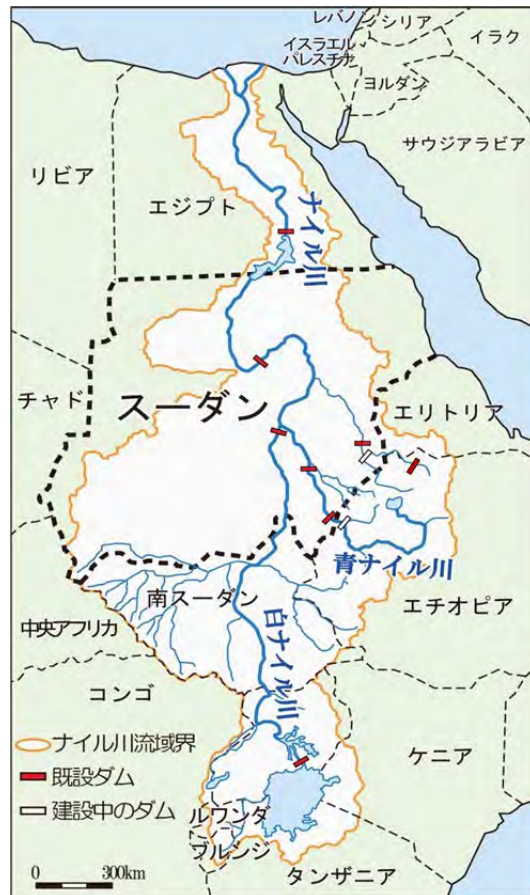 レバノン
シリア
イスラエル
パレスチナ
イラク
ヨルダン
サウジアラビア
リビア
エジプト
ナイル川
チャド
スーダン
エリトリア
青ナイル川
南スーダン
エチオピア
中央アフリカ
白ナイル川
コンゴ
ナイル川流域界
ケニア
既設ダム
建設中のダム
ルワンダ
ブルンジ
タンザニア
0 300km